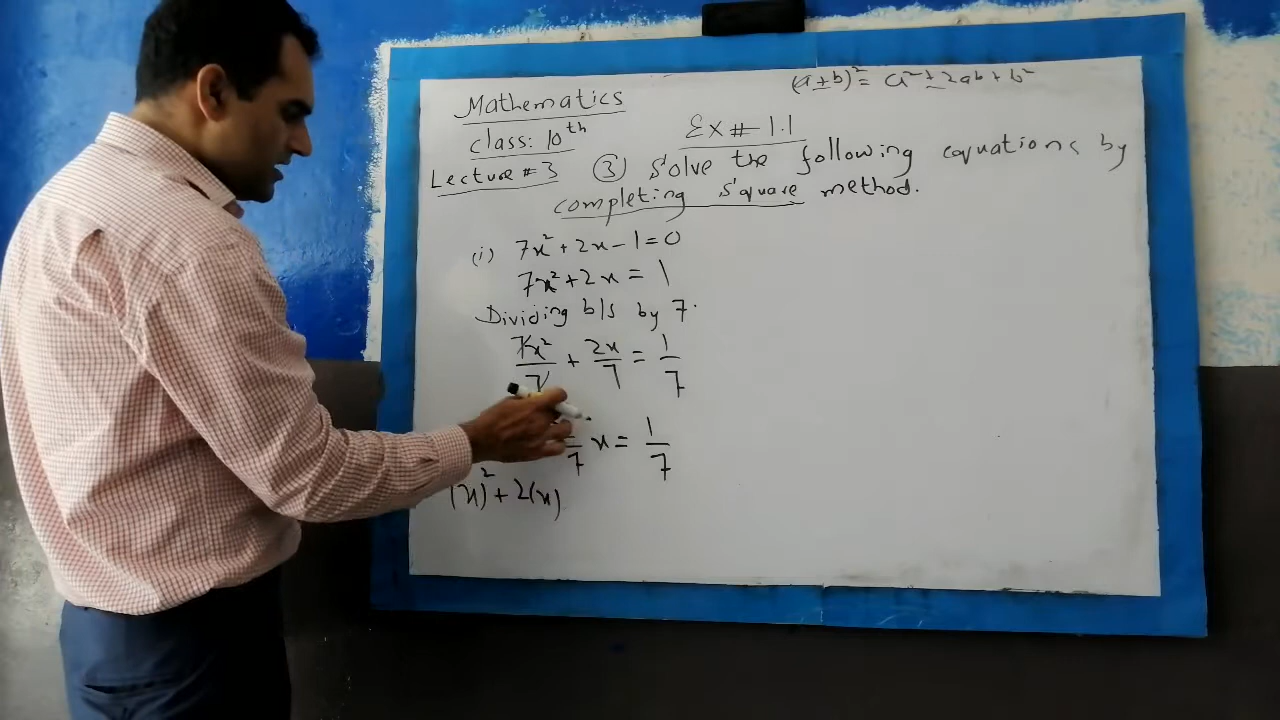 (a±b)² = a² ± 2ab + b²
Mathematics
class: 10th
Ex # 1.1
Lecture # 3
③ Solve the following equations by
completing square method.
(i) 7x² + 2x - 1 = 0
7x² + 2x = 1
Dividing b/s by 7.
7x²/7 + 2x/7 = 1/7
/7 x = 1/7
(x)² + 2(x)